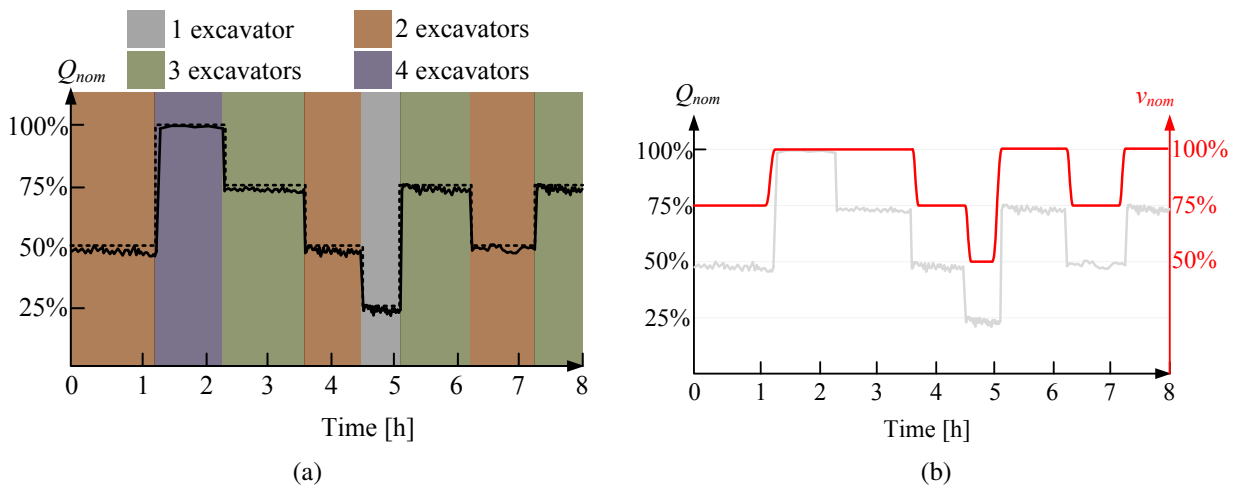 1 excavator 2 excavators
3 excavators 4 excavators
Q_nom
100%
75%
50%
25%
0 1 2 3 4 5 6 7 8
Time [h]
(a)
Q_nom v_nom
100% 100%
75% 75%
50% 50%
25%
0 1 2 3 4 5 6 7 8
Time [h]
(b)